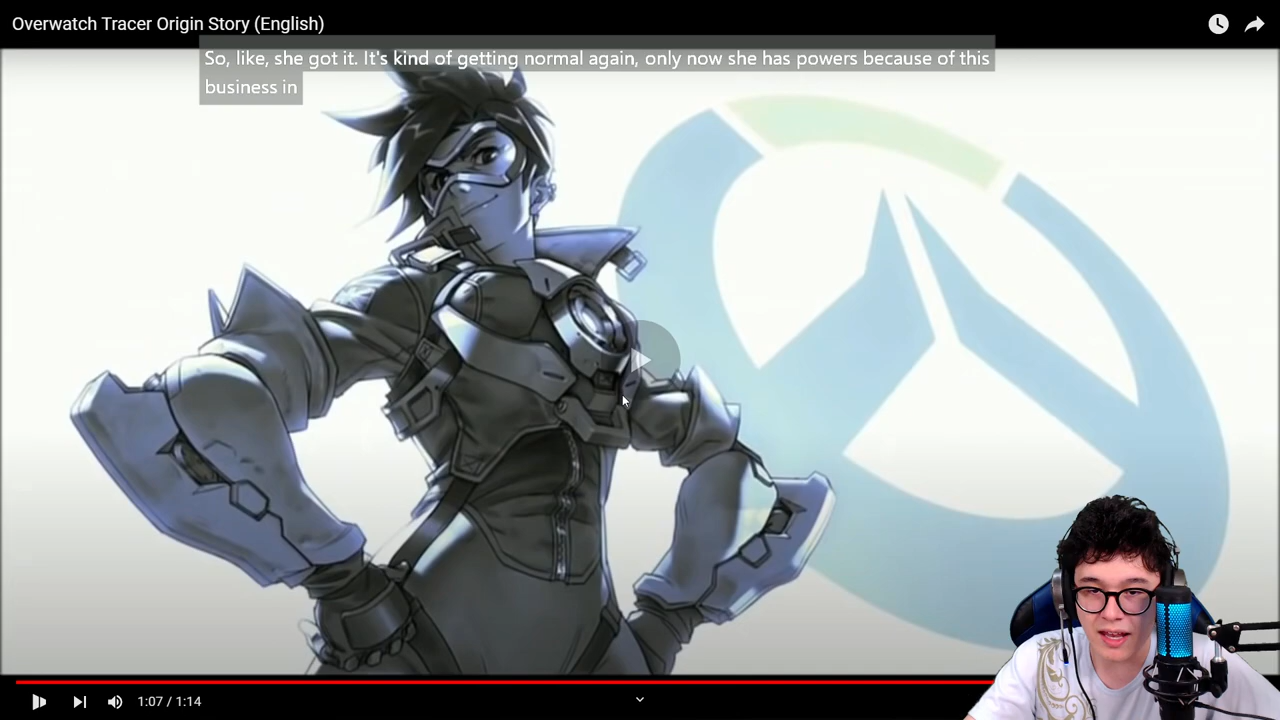 Overwatch Tracer Origin Story (English)
So, like, she got it. It's kind of getting normal again, only now she has powers because of this
business in
1:07 / 1:14